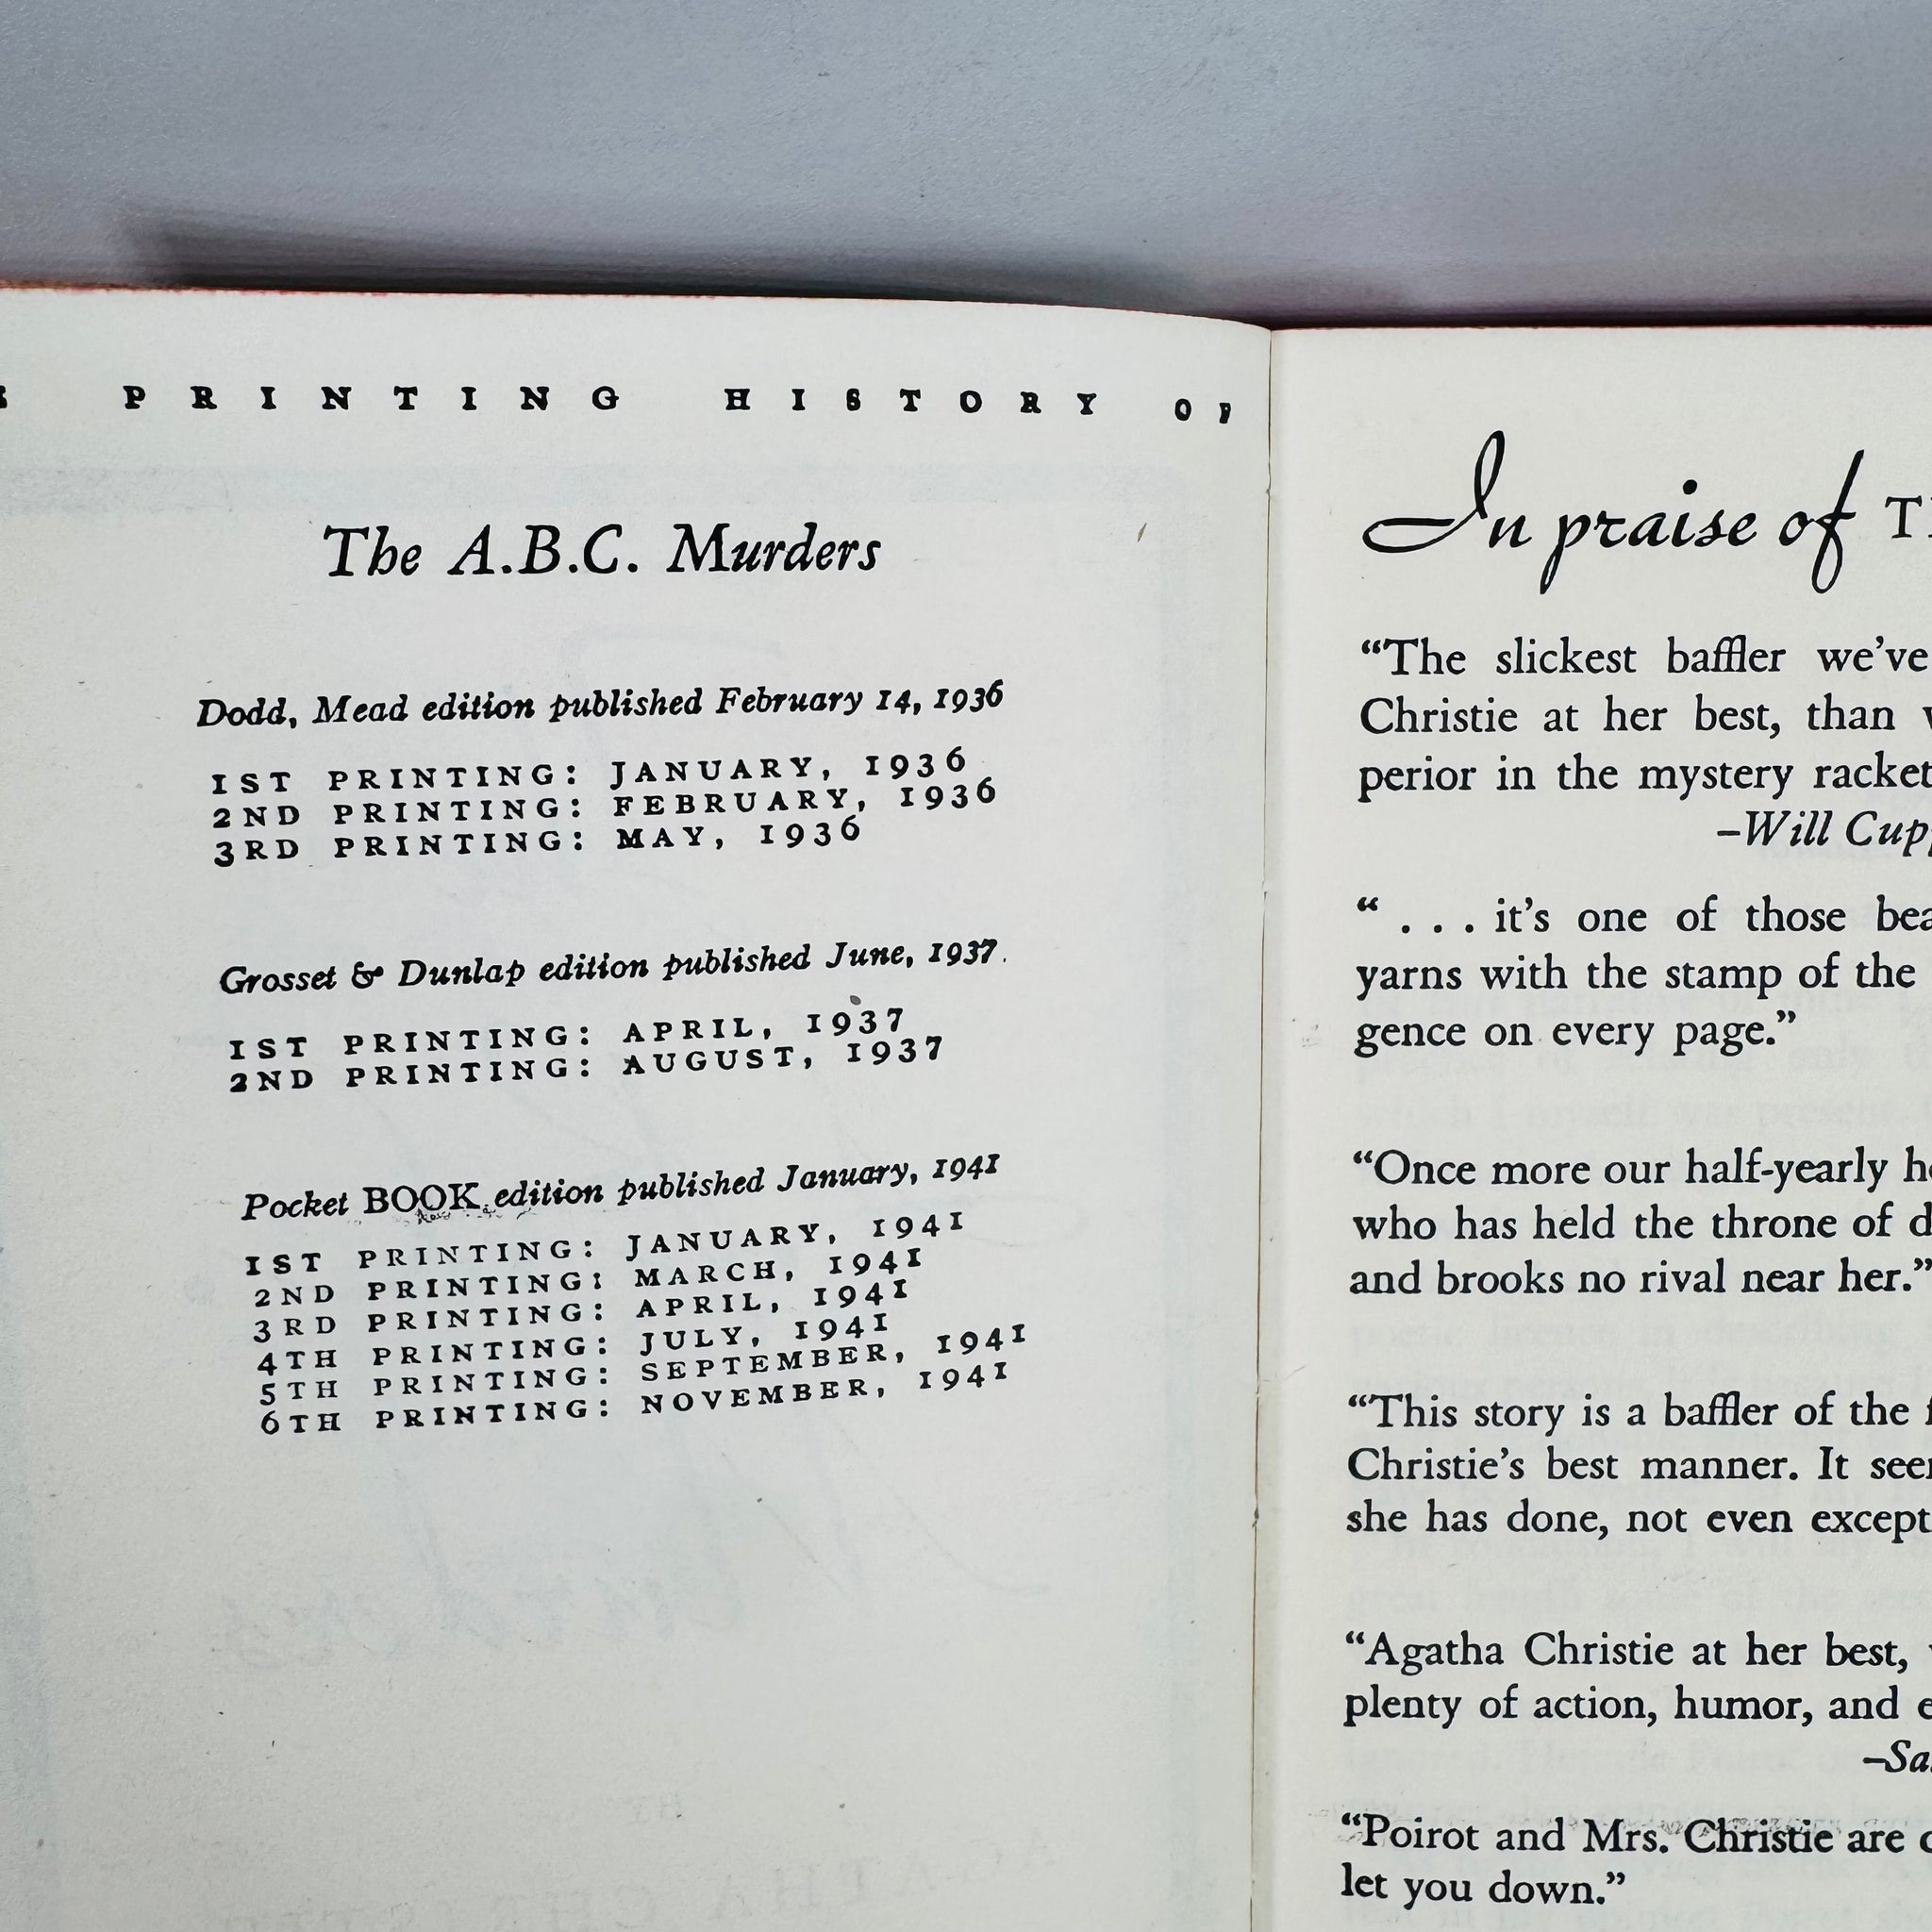 PRINTING HISTORY OF
The A.B.C. Murders
Dodd, Mead edition published February 14, 1936
1ST PRINTING: JANUARY, 1936
2ND PRINTING: FEBRUARY, 1936
3RD PRINTING: MAY, 1936
Grosset & Dunlap edition published June, 1937.
1ST PRINTING: APRIL, 1937
2ND PRINTING: AUGUST, 1937
Pocket BOOK edition published January, 1941
1ST PRINTING: JANUARY, 1941
2ND PRINTING: MARCH, 1941
3RD PRINTING: APRIL, 1941
4TH PRINTING: JULY, 1941
5TH PRINTING: SEPTEMBER, 1941
6TH PRINTING: NOVEMBER, 1941
In praise of
“The slickest baffler we’ve
Christie at her best, than
perior in the mystery racket
–Will
“ . . . it’s one of those
yarns with the stamp of the
gence on every page.”
“Once more our half-yearly
who has held the throne of
and brooks no rival near her.”
“This story is a baffler of the
Christie’s best manner. It
she has done, not even
“Agatha Christie at her best,
plenty of action, humor, and
“Poirot and Mrs. Christie are
let you down.”